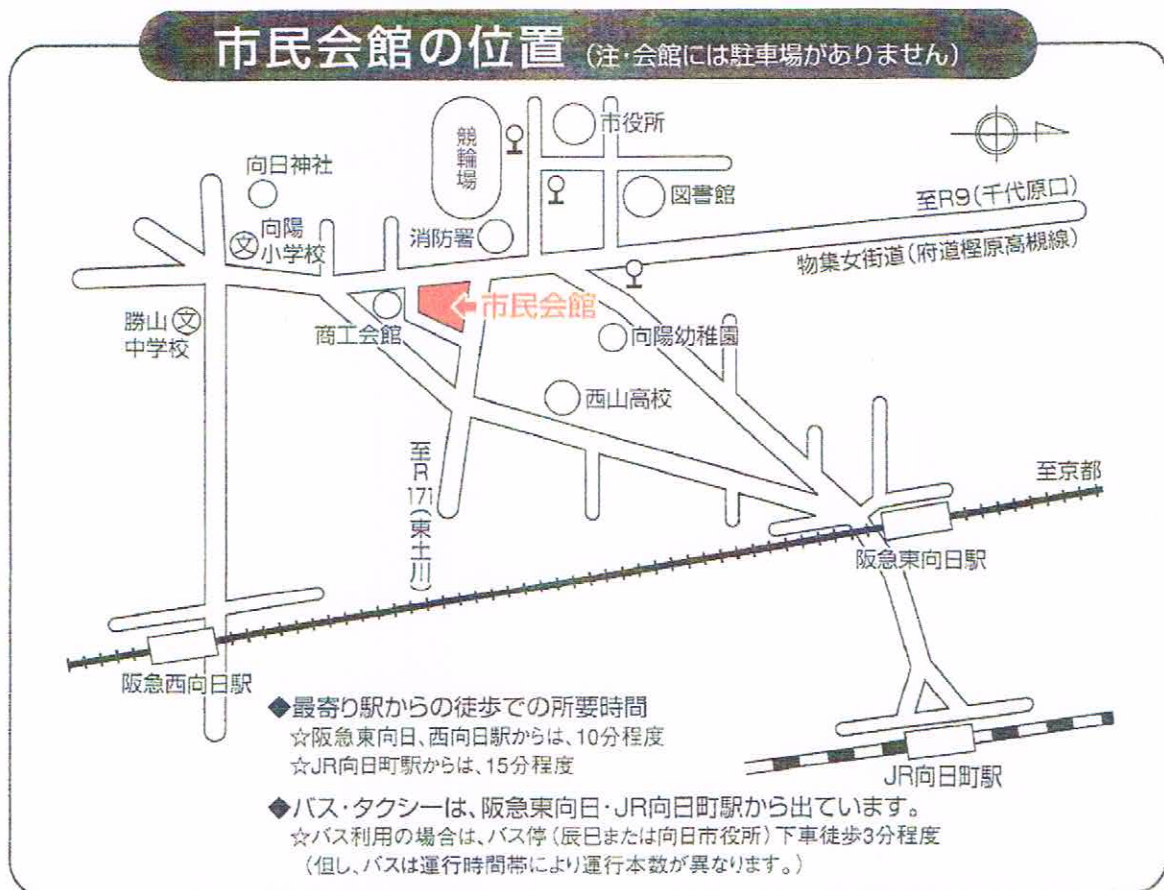 市民会館の位置(注・会館には駐車場がありません)
競輪場
市役所
向日神社
図書館
至R9(千代原口)
文
向陽
小学校
消防署
物集女街道(府道樫原高槻線)
←市民会館
勝山
中学校
文
商工会館
向陽幼稚園
西山高校
至R171(東土川)
至京都
阪急東向日駅
阪急西向日駅
◆最寄り駅からの徒歩での所要時間
☆阪急東向日、西向日駅からは、10分程度
☆JR向日町駅からは、15分程度
JR向日町駅
◆バス・タクシーは、阪急東向日・JR向日町駅から出ています。
☆バス利用の場合は、バス停(辰巳または向日市役所)下車徒歩3分程度
(但し、バスは運行時間帯により運行本数が異なります。)